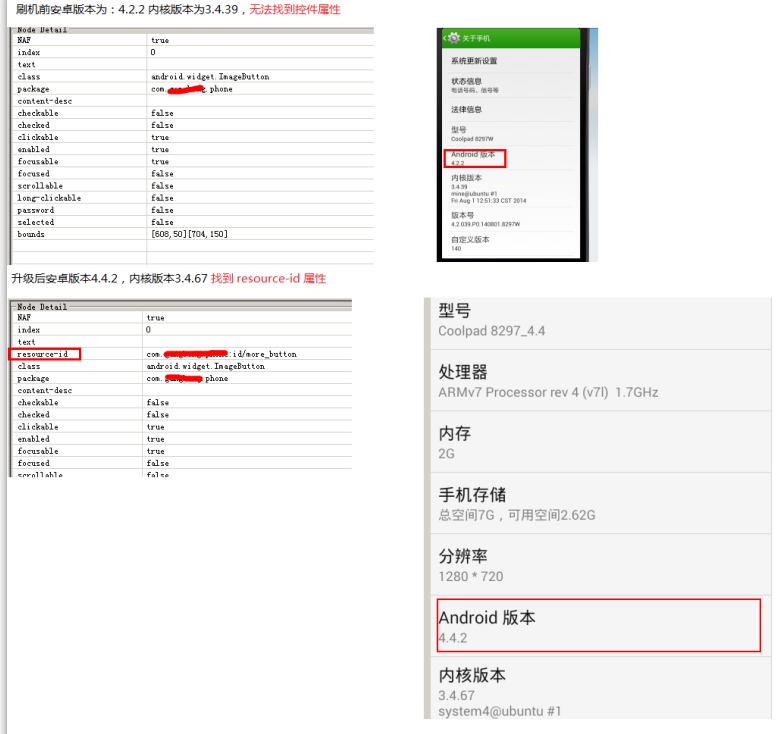 刷机前安卓版本为：4.2.2 内核版本为3.4.39，无法找到控件属性
Node Detail
NAF true
index 0
text
class android.widget.ImageButton
package com. .phone
content-desc
checkable false
checked false
clickable true
enabled true
focusable true
focused false
scrollable false
long-clickable false
password false
selected false
bounds [608,50][704,150]
关于手机
系统更新设置
状态信息
电话号码、信号等
法律信息
型号
Coolpad 8297W
Android 版本
4.2.2
内核版本
3.4.39
mine@ubuntu #1
Fri Aug 1 12:51:33 CST 2014
版本号
4.2.039.P0.140801.8297W
自定义版本
140
升级后安卓版本4.4.2，内核版本3.4.67 找到 resource-id 属性
Node Detail
NAF true
index 0
text
resource-id com. :id/more_button
class android.widget.ImageButton
package com. phone
content-desc
checkable false
checked false
clickable true
enabled true
focusable true
focused false
scrollable false
型号
Coolpad 8297_4.4
处理器
ARMv7 Processor rev 4 (v7l) 1.7GHz
内存
2G
手机存储
总空间7G，可用空间2.62G
分辨率
1280 * 720
Android 版本
4.4.2
内核版本
3.4.67
system4@ubuntu #1